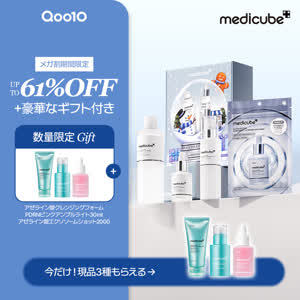 Qoo10
medicube+
メガ割期間限定
UP TO 61%OFF
+豪華なギフト付き
数量限定 Gift
+
アゼライン酸クレンジングフォーム
PDRNピンクアンプルライト30ml
アゼライン酸エクソソームショット2000
medicube+
今だけ!現品3種もらえる→